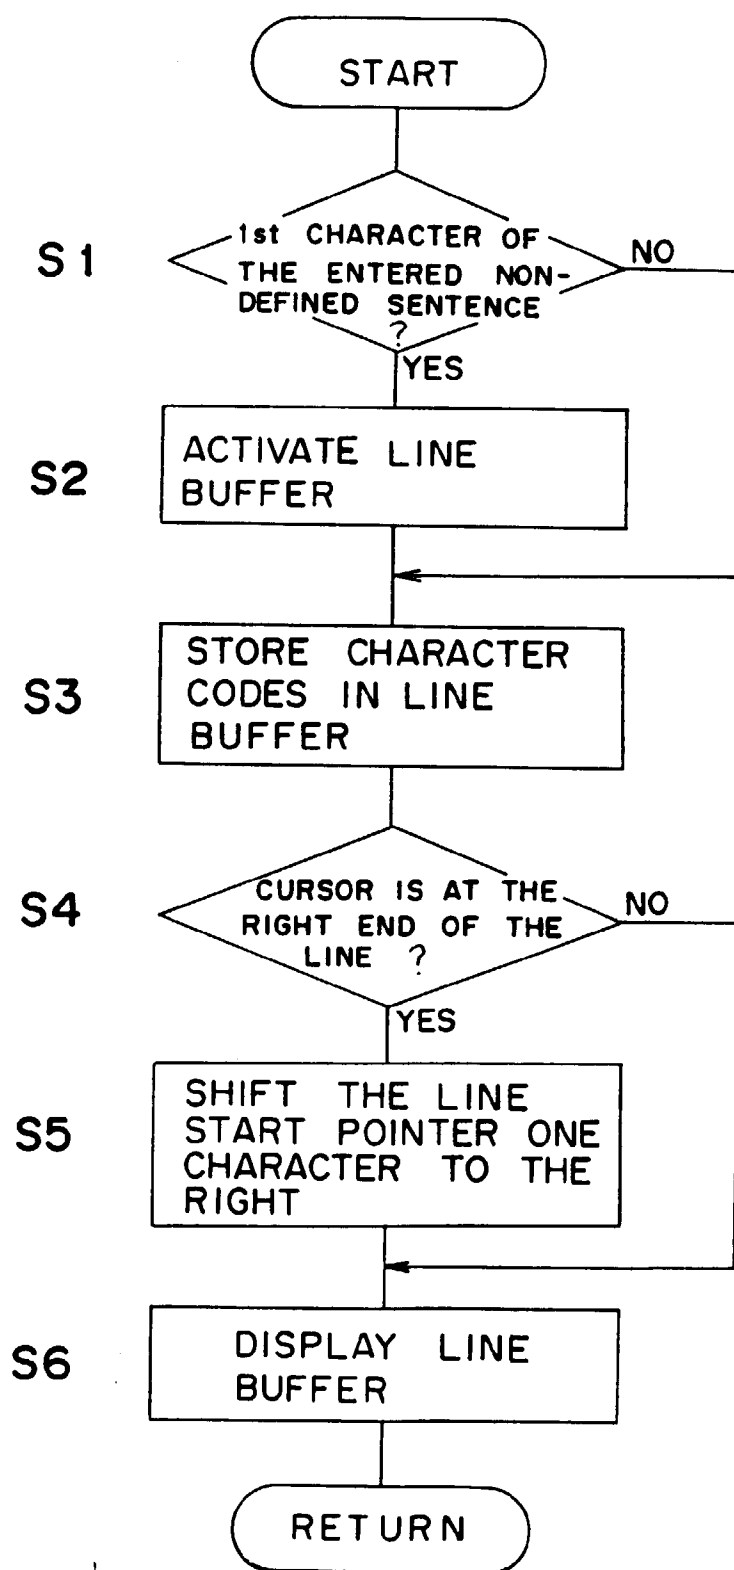 START
S1
1st CHARACTER OF
THE ENTERED NON-
DEFINED SENTENCE
?
NO
YES
S2
ACTIVATE LINE
BUFFER
S3
STORE CHARACTER
CODES IN LINE
BUFFER
S4
CURSOR IS AT THE
RIGHT END OF THE
LINE ?
NO
YES
S5
SHIFT THE LINE
START POINTER ONE
CHARACTER TO THE
RIGHT
S6
DISPLAY LINE
BUFFER
RETURN